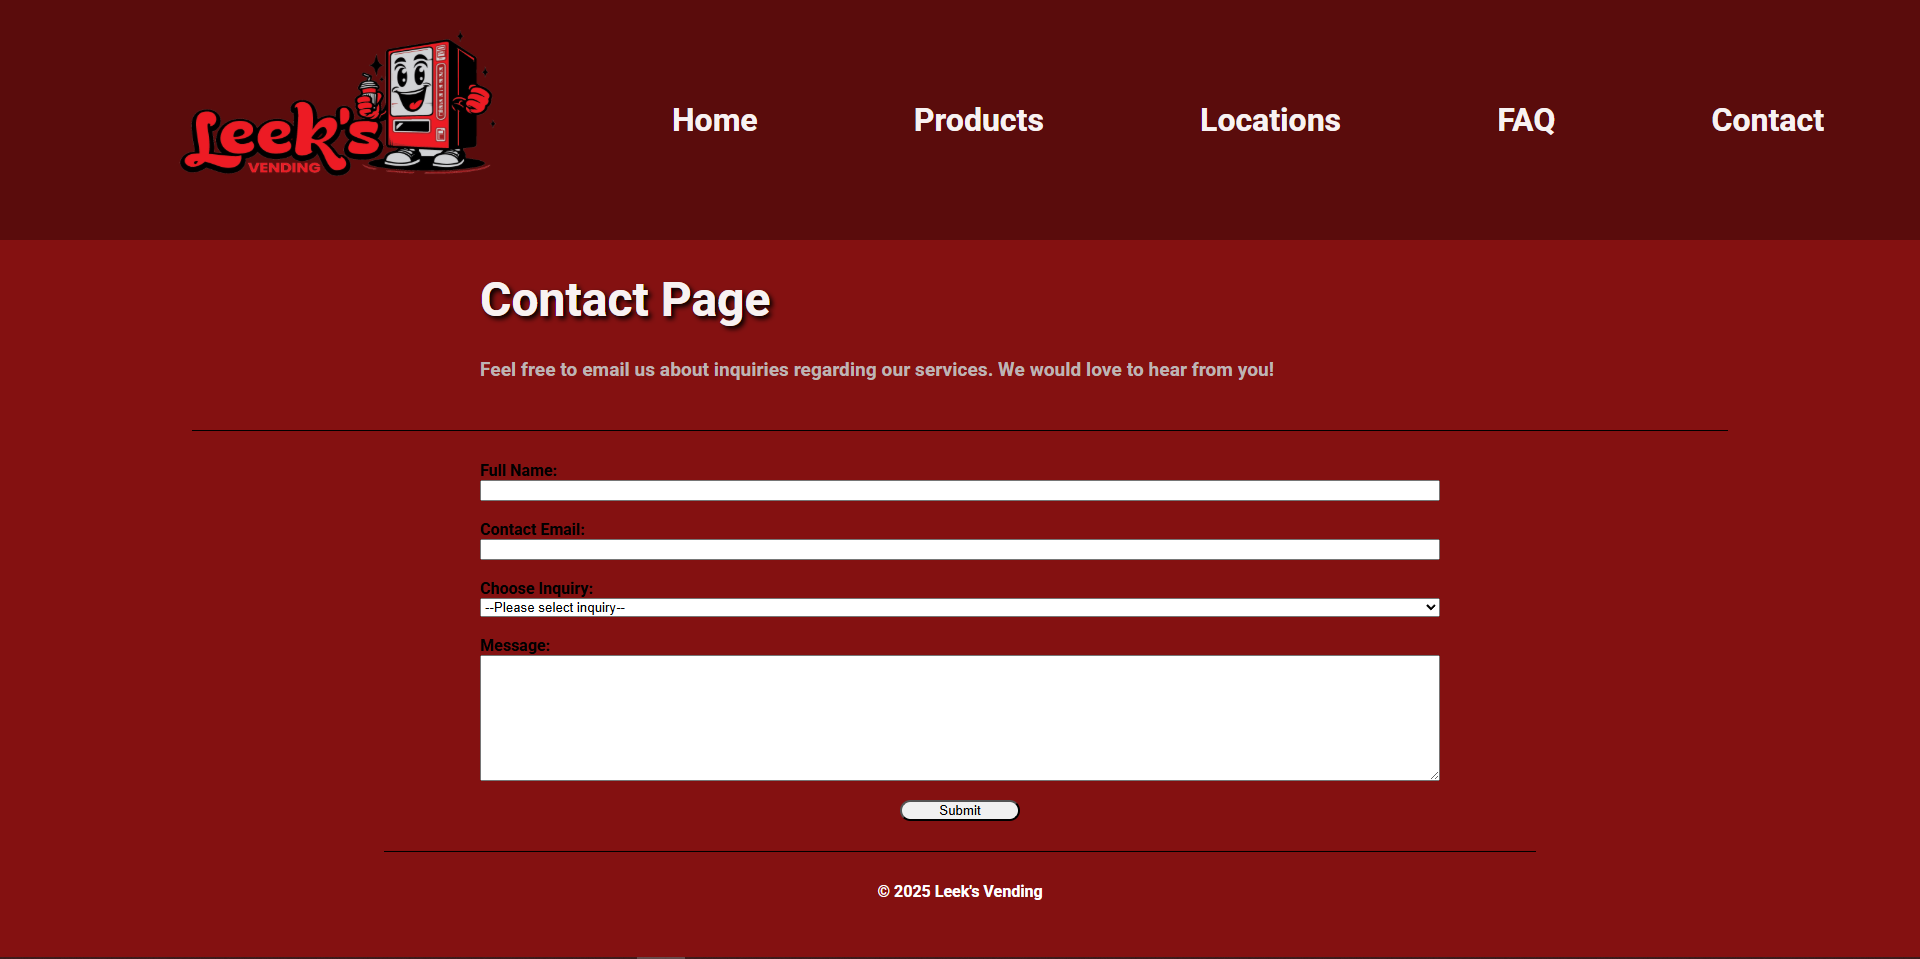 Leek's
VENDING
Home Products Locations FAQ Contact
Contact Page
Feel free to email us about inquiries regarding our services. We would love to hear from you!
Full Name:
Contact Email:
Choose Inquiry:
--Please select inquiry--
Message:
Submit
© 2025 Leek's Vending